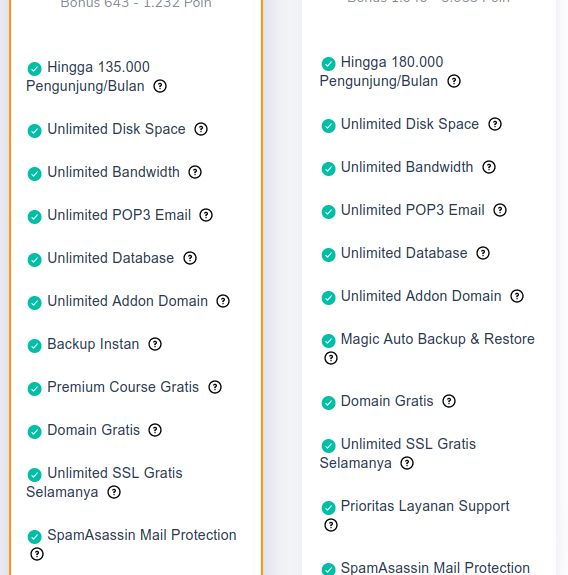 Bonus 643 - 1.232 Poin
Hingga 135.000
Pengunjung/Bulan
Unlimited Disk Space
Unlimited Bandwidth
Unlimited POP3 Email
Unlimited Database
Unlimited Addon Domain
Backup Instan
Premium Course Gratis
Domain Gratis
Unlimited SSL Gratis
Selamanya
SpamAsassin Mail Protection
Bonus
Poin
Hingga 180.000
Pengunjung/Bulan
Unlimited Disk Space
Unlimited Bandwidth
Unlimited POP3 Email
Unlimited Database
Unlimited Addon Domain
Magic Auto Backup & Restore
Domain Gratis
Unlimited SSL Gratis
Selamanya
Prioritas Layanan Support
SpamAsassin Mail Protection